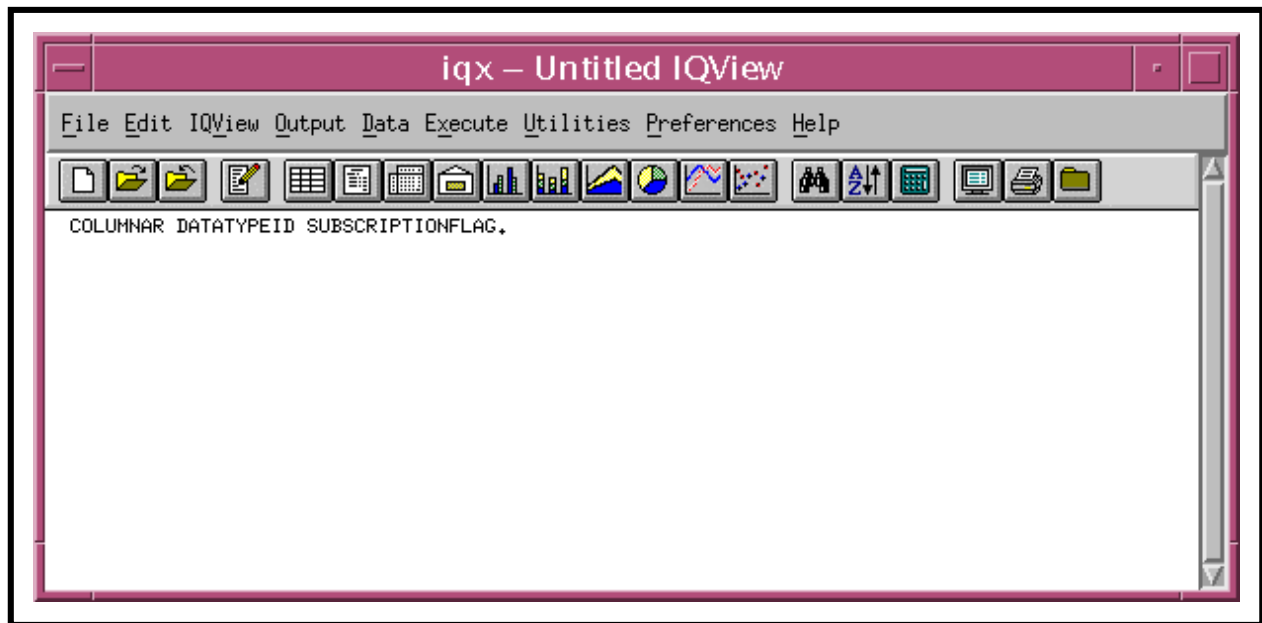 iqx – Untitled IQView
File Edit IQView Output Data Execute Utilities Preferences Help
COLUMNAR DATATYPEID SUBSCRIPTIONFLAG.